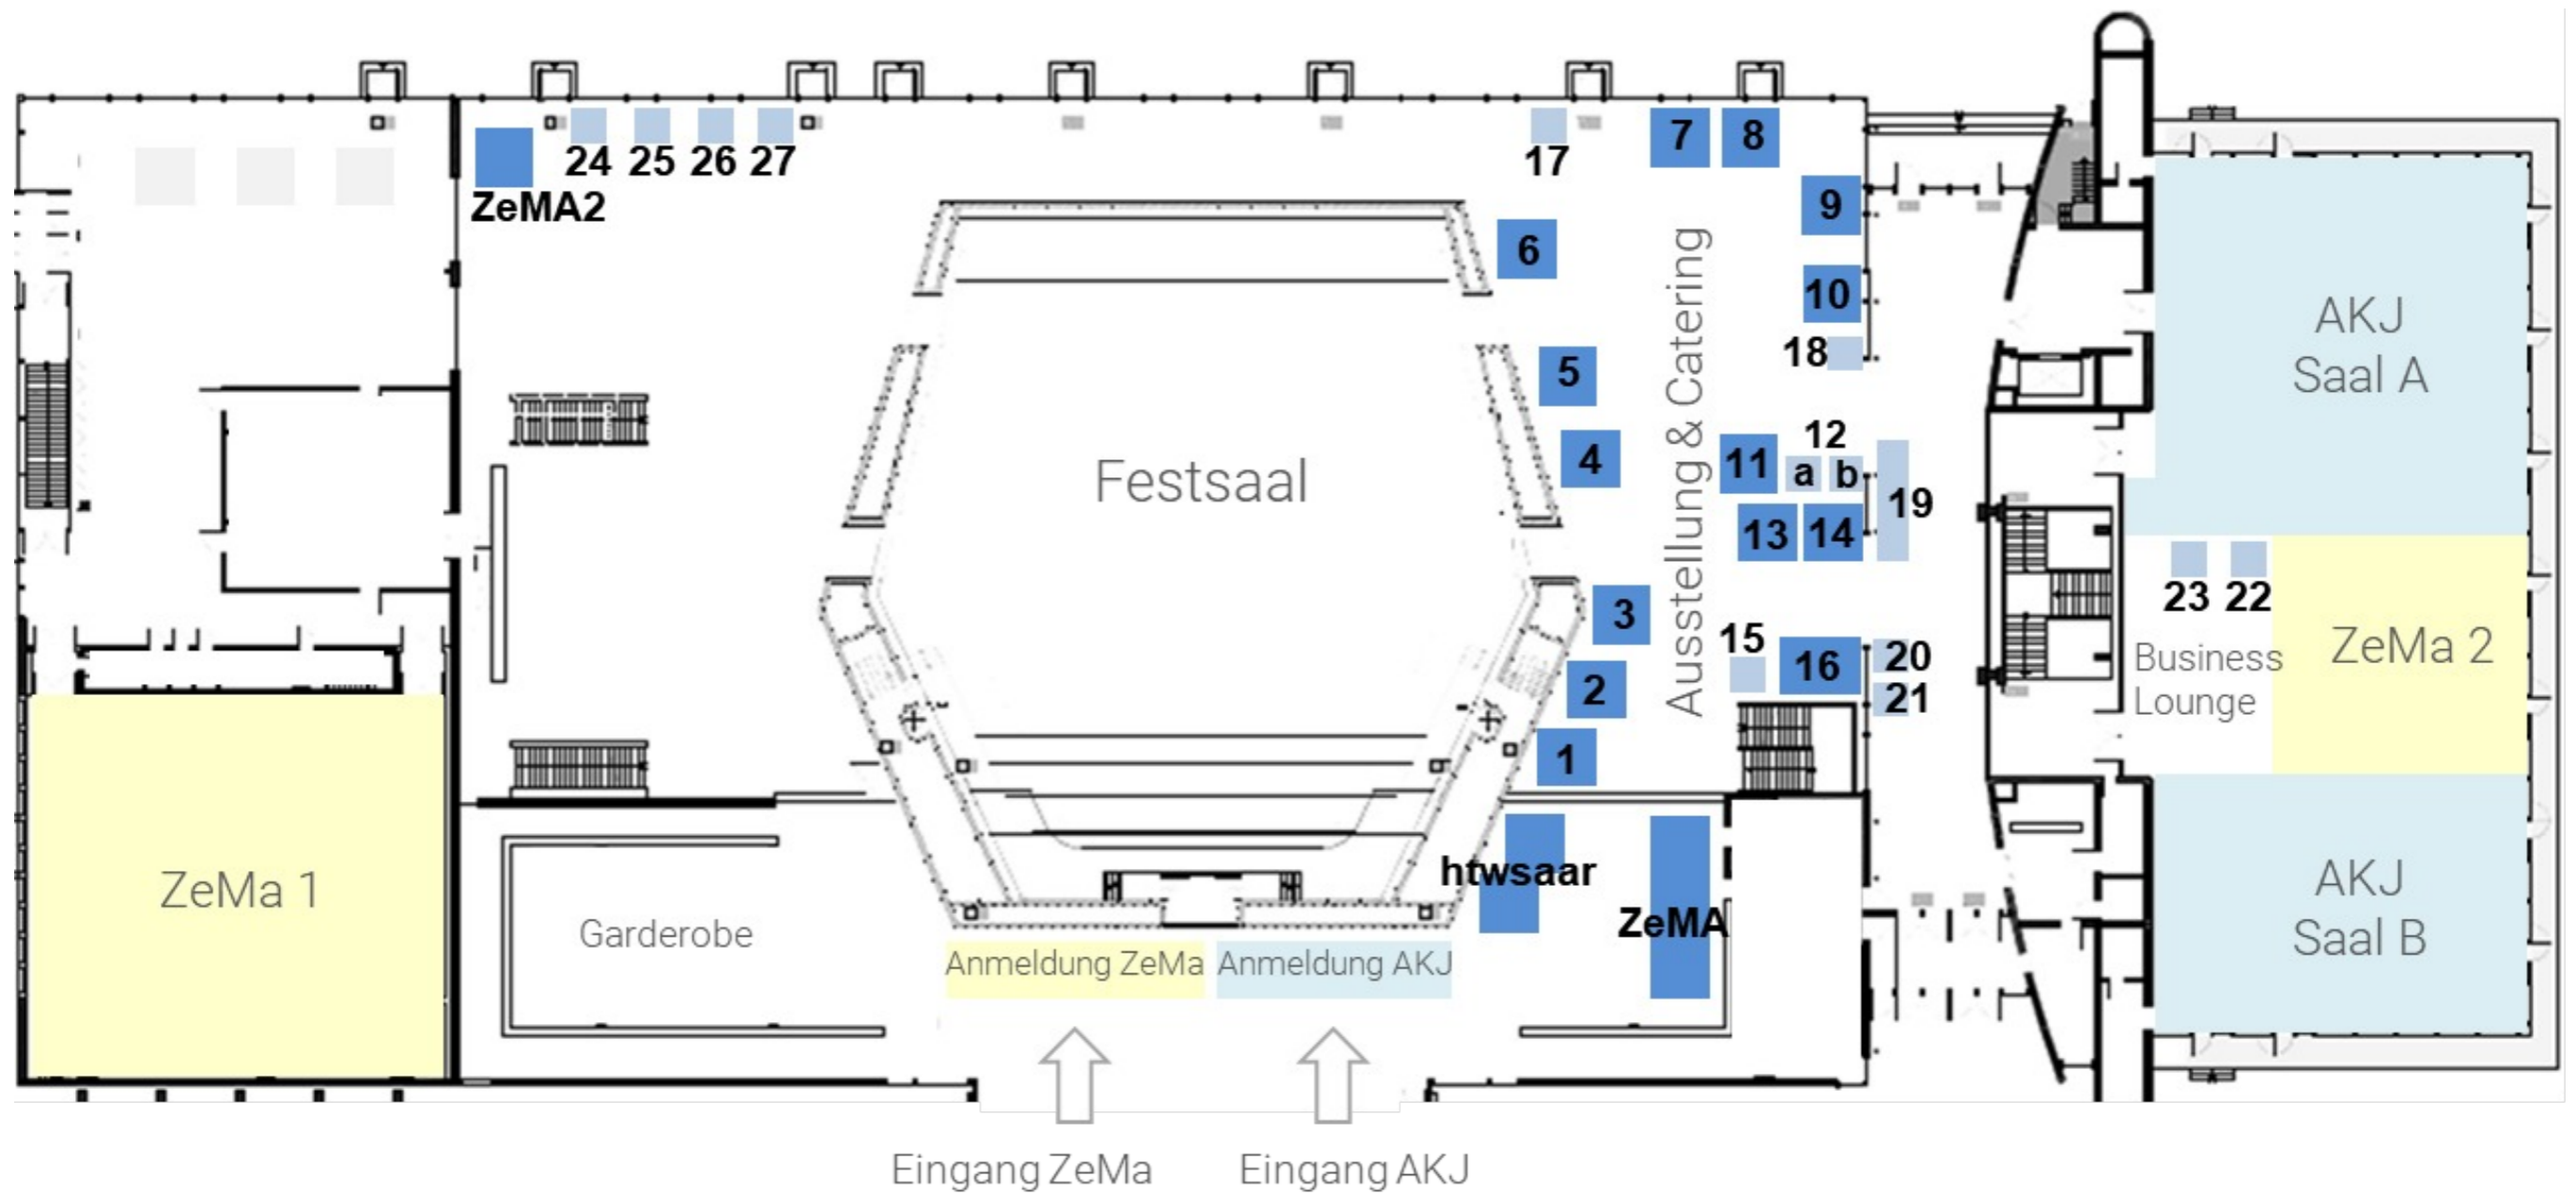 24
25
26
27
ZeMA2
17
7
8
9
6
10
18
5
4
12
11
a
b
19
13
14
3
15
16
20
21
2
1
Ausstellung & Catering
Festsaal
AKJ
Saal A
23
22
Business
Lounge
ZeMa 2
AKJ
Saal B
ZeMa 1
Garderobe
htwsaar
ZeMA
Anmeldung ZeMa
Anmeldung AKJ
Eingang ZeMa
Eingang AKJ